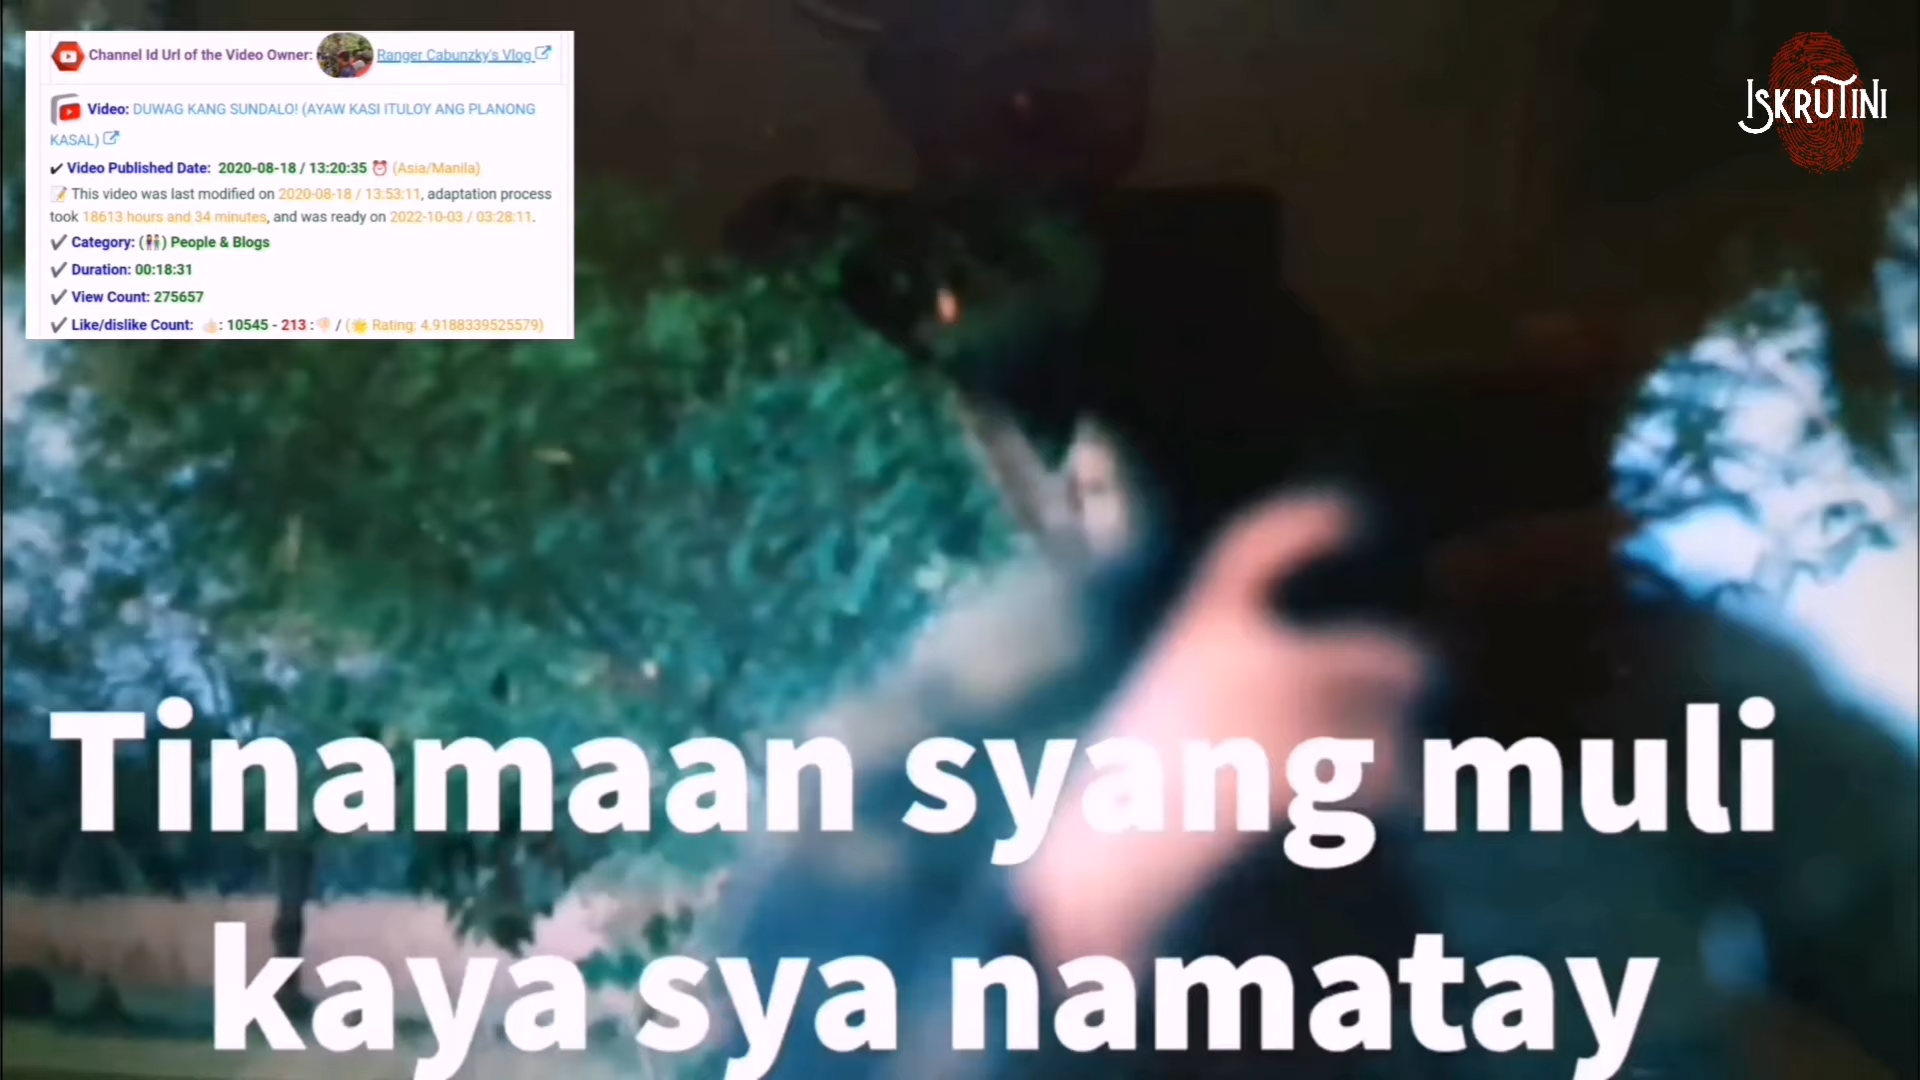 Channel Id Url of the Video Owner: Ranger Cabunzky's Vlog
Video: DUWAG KANG SUNDALO! (AYAW KASI ITULOY ANG PLANONG
KASAL)
✔ Video Published Date: 2020-08-18 / 13:20:35 ⏰ (Asia/Manila)
📝 This video was last modified on 2020-08-18 / 13:53:11, adaptation process
took 18613 hours and 34 minutes, and was ready on 2022-10-03 / 03:28:11.
✔ Category: (👫) People & Blogs
✔ Duration: 00:18:31
✔ View Count: 275657
✔ Like/dislike Count: 👍: 10545 - 213 :👎 / (🌟 Rating: 4.9188339525579)
ISKRUTINI
Tinamaan syang muli
kaya sya namatay